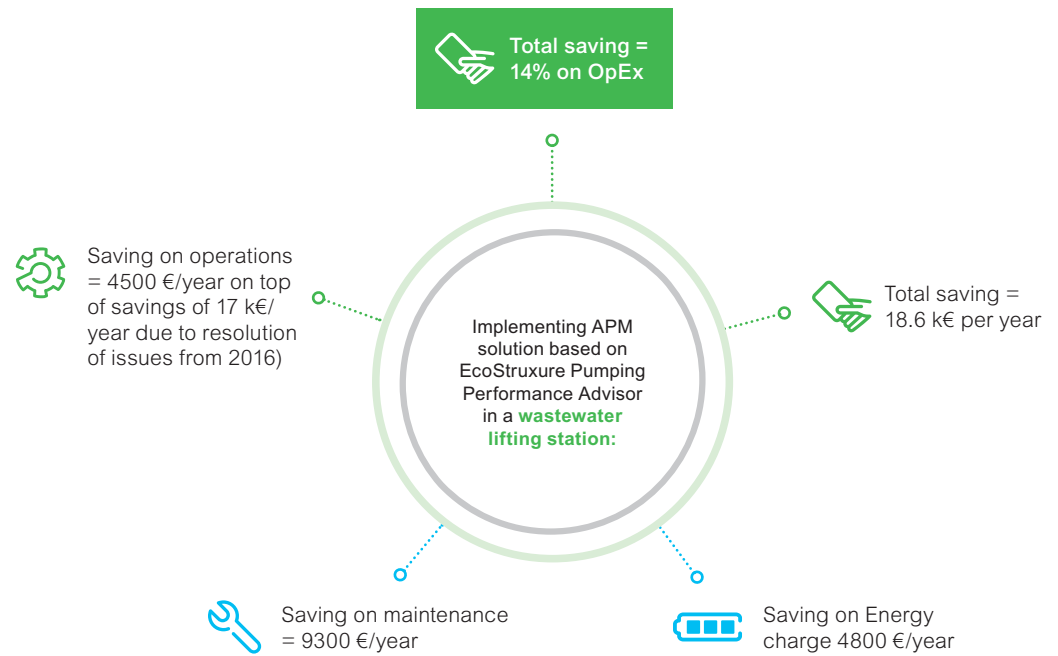 Total saving =
14% on OpEx
Saving on operations
= 4500 €/year on top
of savings of 17 k€/
year due to resolution
of issues from 2016)
Implementing APM
solution based on
EcoStruxure Pumping
Performance Advisor
in a wastewater
lifting station:
Total saving =
18.6 k€ per year
Saving on maintenance
= 9300 €/year
Saving on Energy
charge 4800 €/year